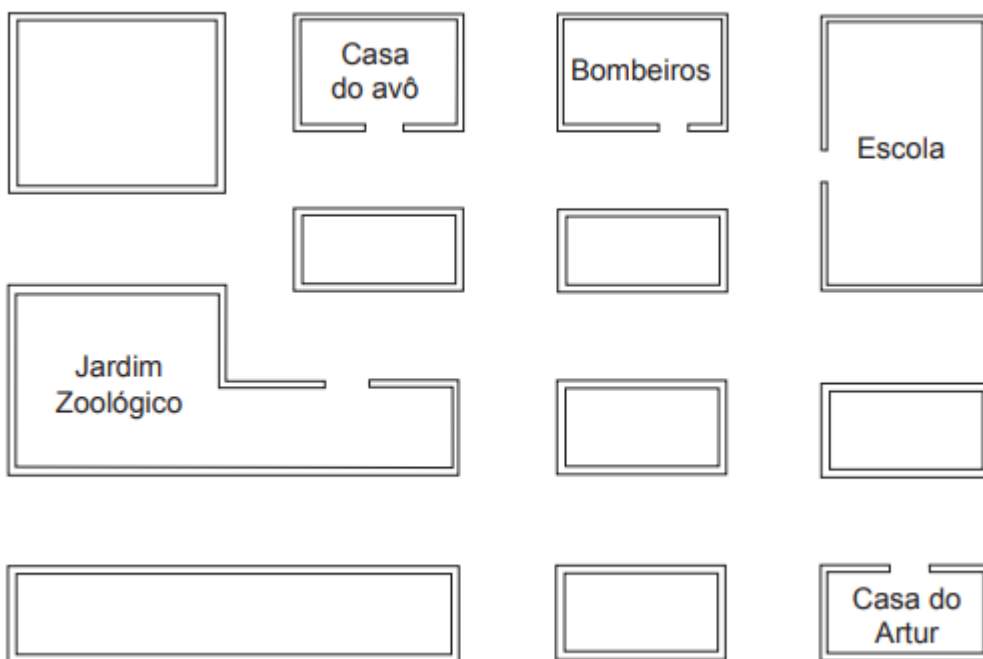 Casa
do avô
Bombeiros
Escola
Jardim
Zoológico
Casa do
Artur